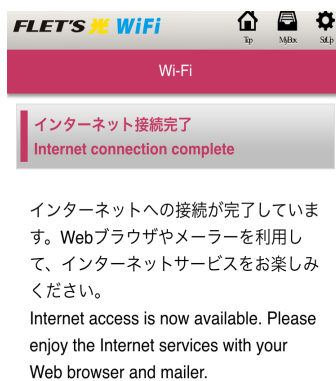 FLET'S 光 WiFi
Top MyBox SetUp
Wi-Fi
インターネット接続完了
Internet connection complete
インターネットへの接続が完了していま
す。Webブラウザやメーラーを利用し
て、インターネットサービスをお楽しみ
ください。
Internet access is now available. Please
enjoy the Internet services with your
Web browser and mailer.